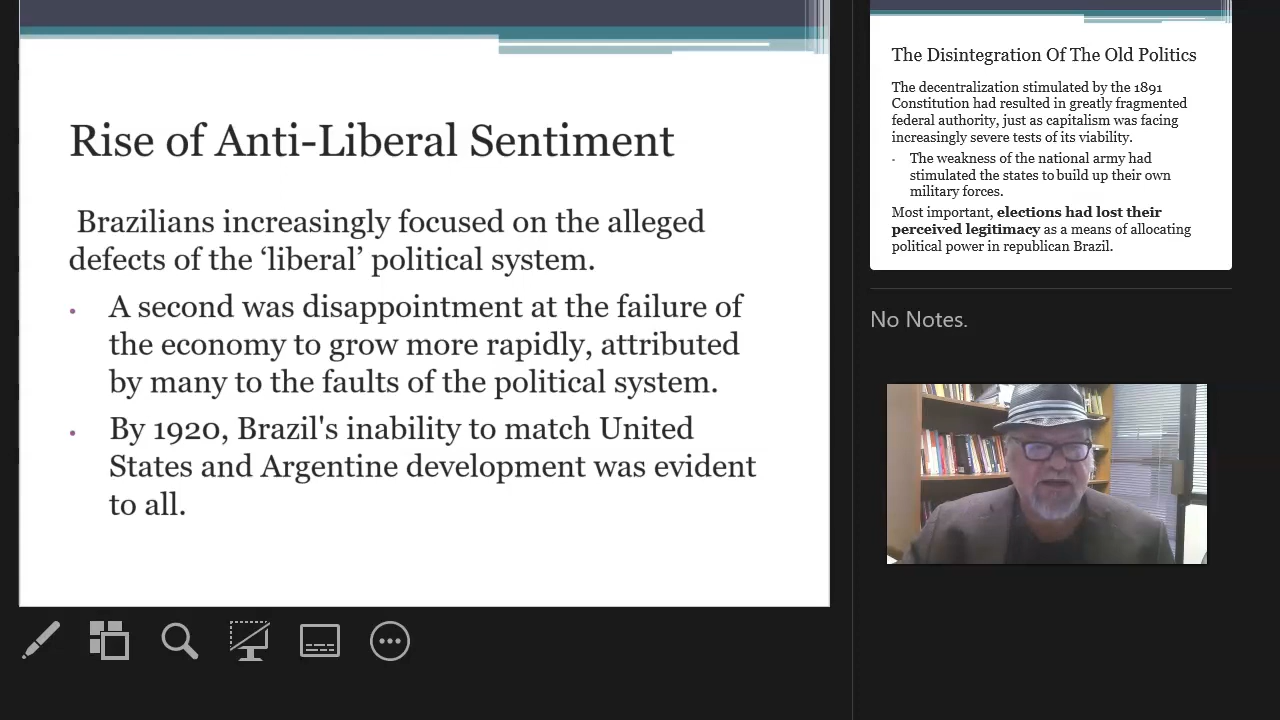 Rise of Anti-Liberal Sentiment
Brazilians increasingly focused on the alleged
defects of the ‘liberal’ political system.
• A second was disappointment at the failure of
the economy to grow more rapidly, attributed
by many to the faults of the political system.
• By 1920, Brazil's inability to match United
States and Argentine development was evident
to all.
The Disintegration Of The Old Politics
The decentralization stimulated by the 1891
Constitution had resulted in greatly fragmented
federal authority, just as capitalism was facing
increasingly severe tests of its viability.
• The weakness of the national army had
stimulated the states to build up their own
military forces.
Most important, elections had lost their
perceived legitimacy as a means of allocating
political power in republican Brazil.
No Notes.